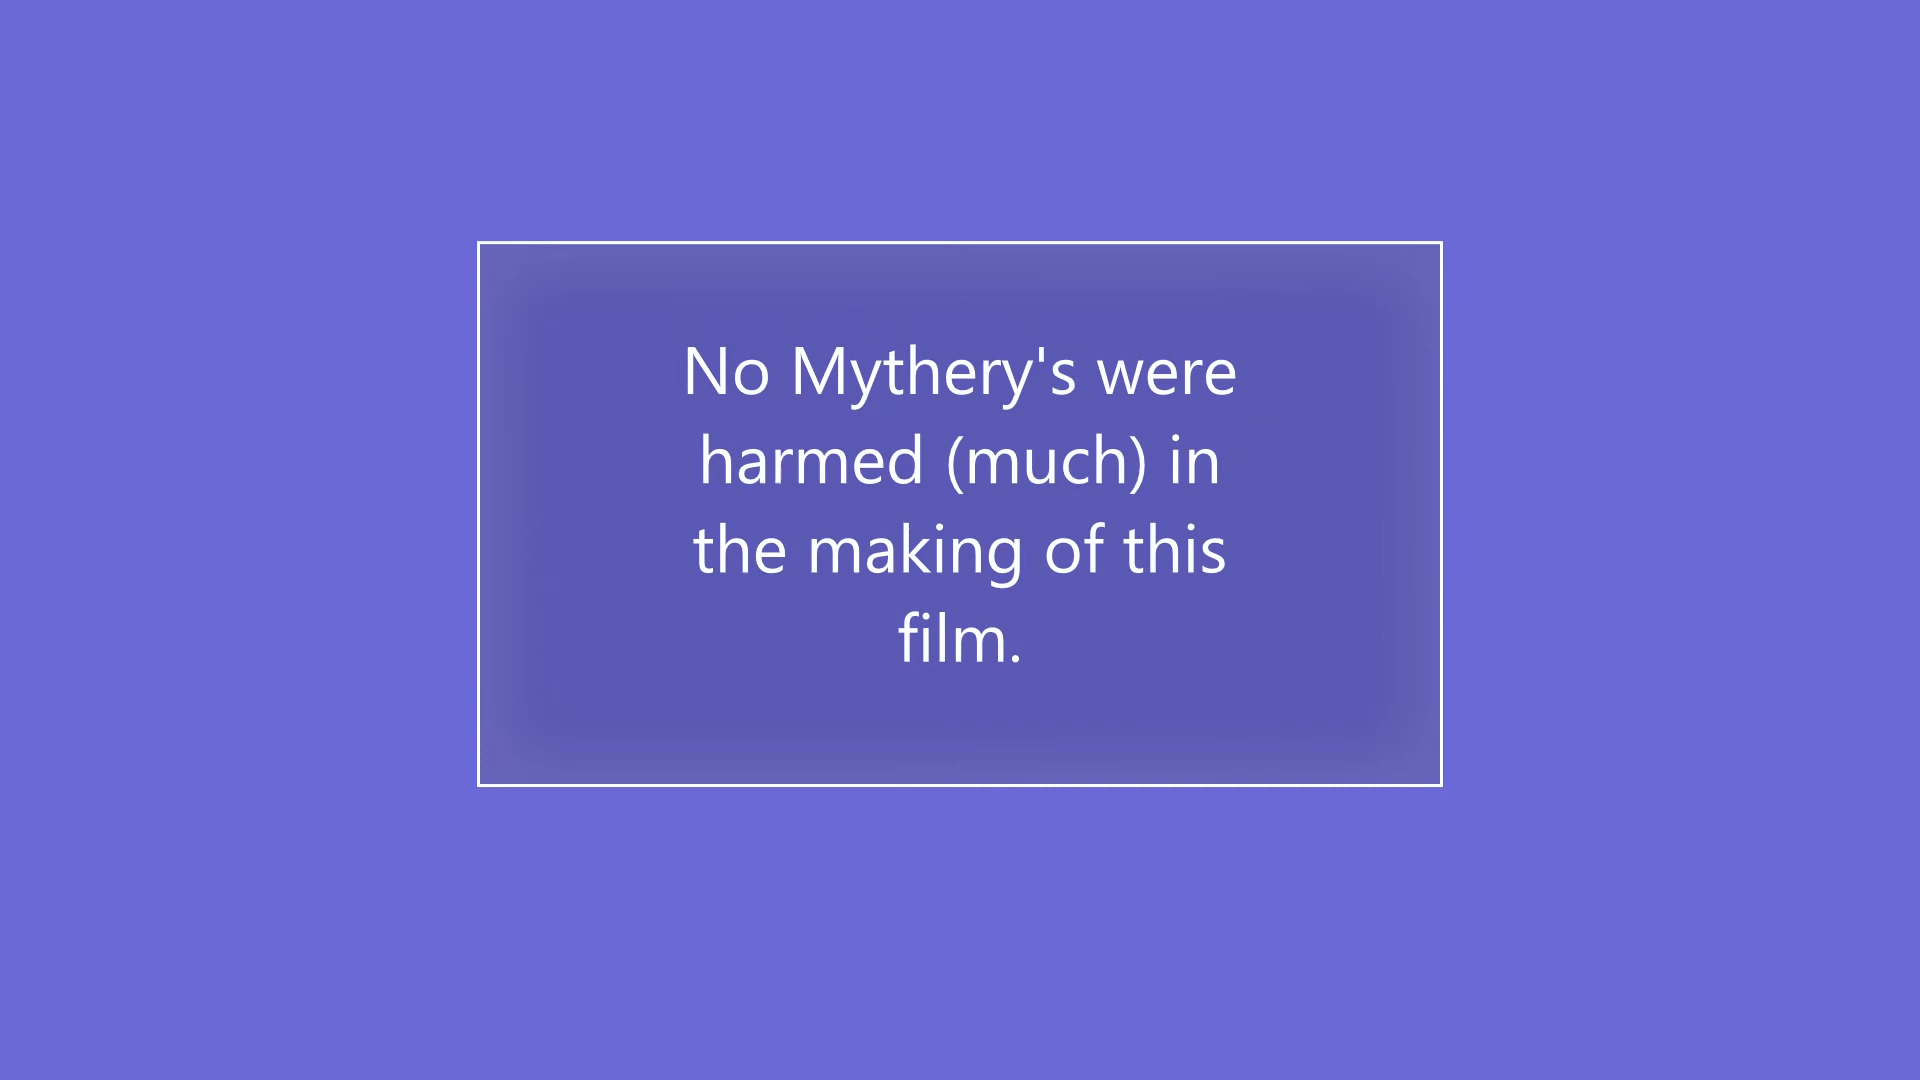 No Mythery's were
harmed (much) in
the making of this
film.